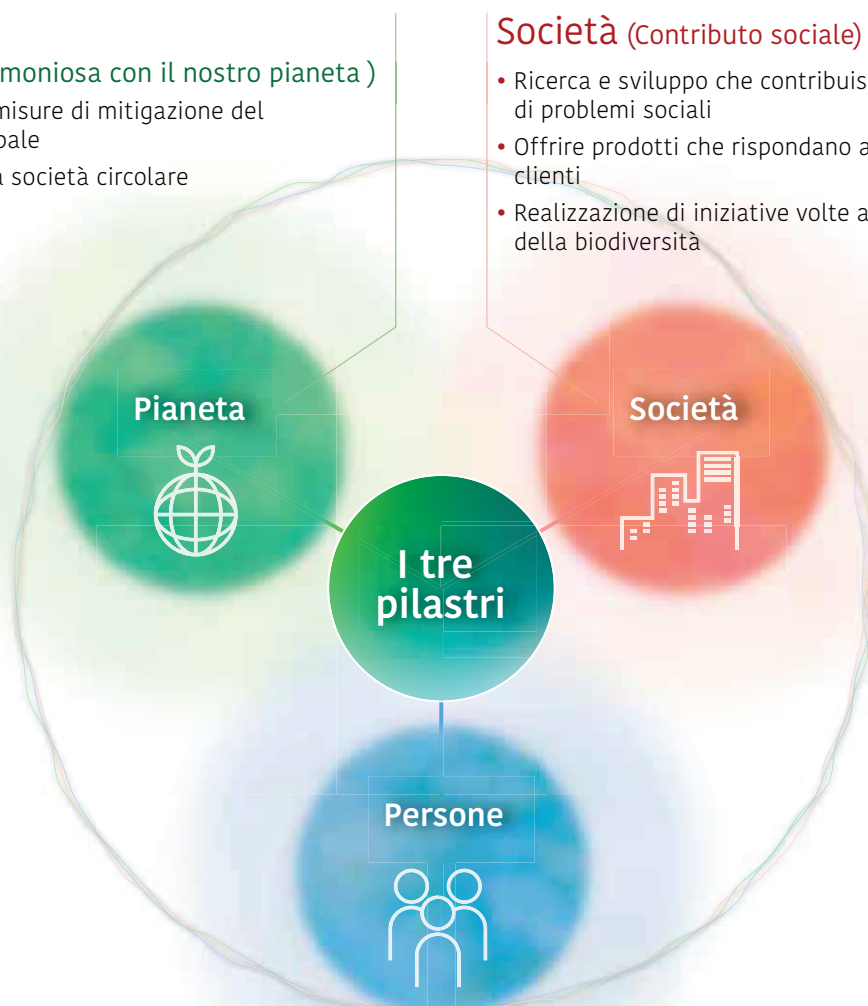 moniosa con il nostro pianeta )
misure di mitigazione del
bale
a società circolare
Società (Contributo sociale)
• Ricerca e sviluppo che contribuis
di problemi sociali
• Offrire prodotti che rispondano a
clienti
• Realizzazione di iniziative volte a
della biodiversità
Pianeta
Società
I tre
pilastri
Persone